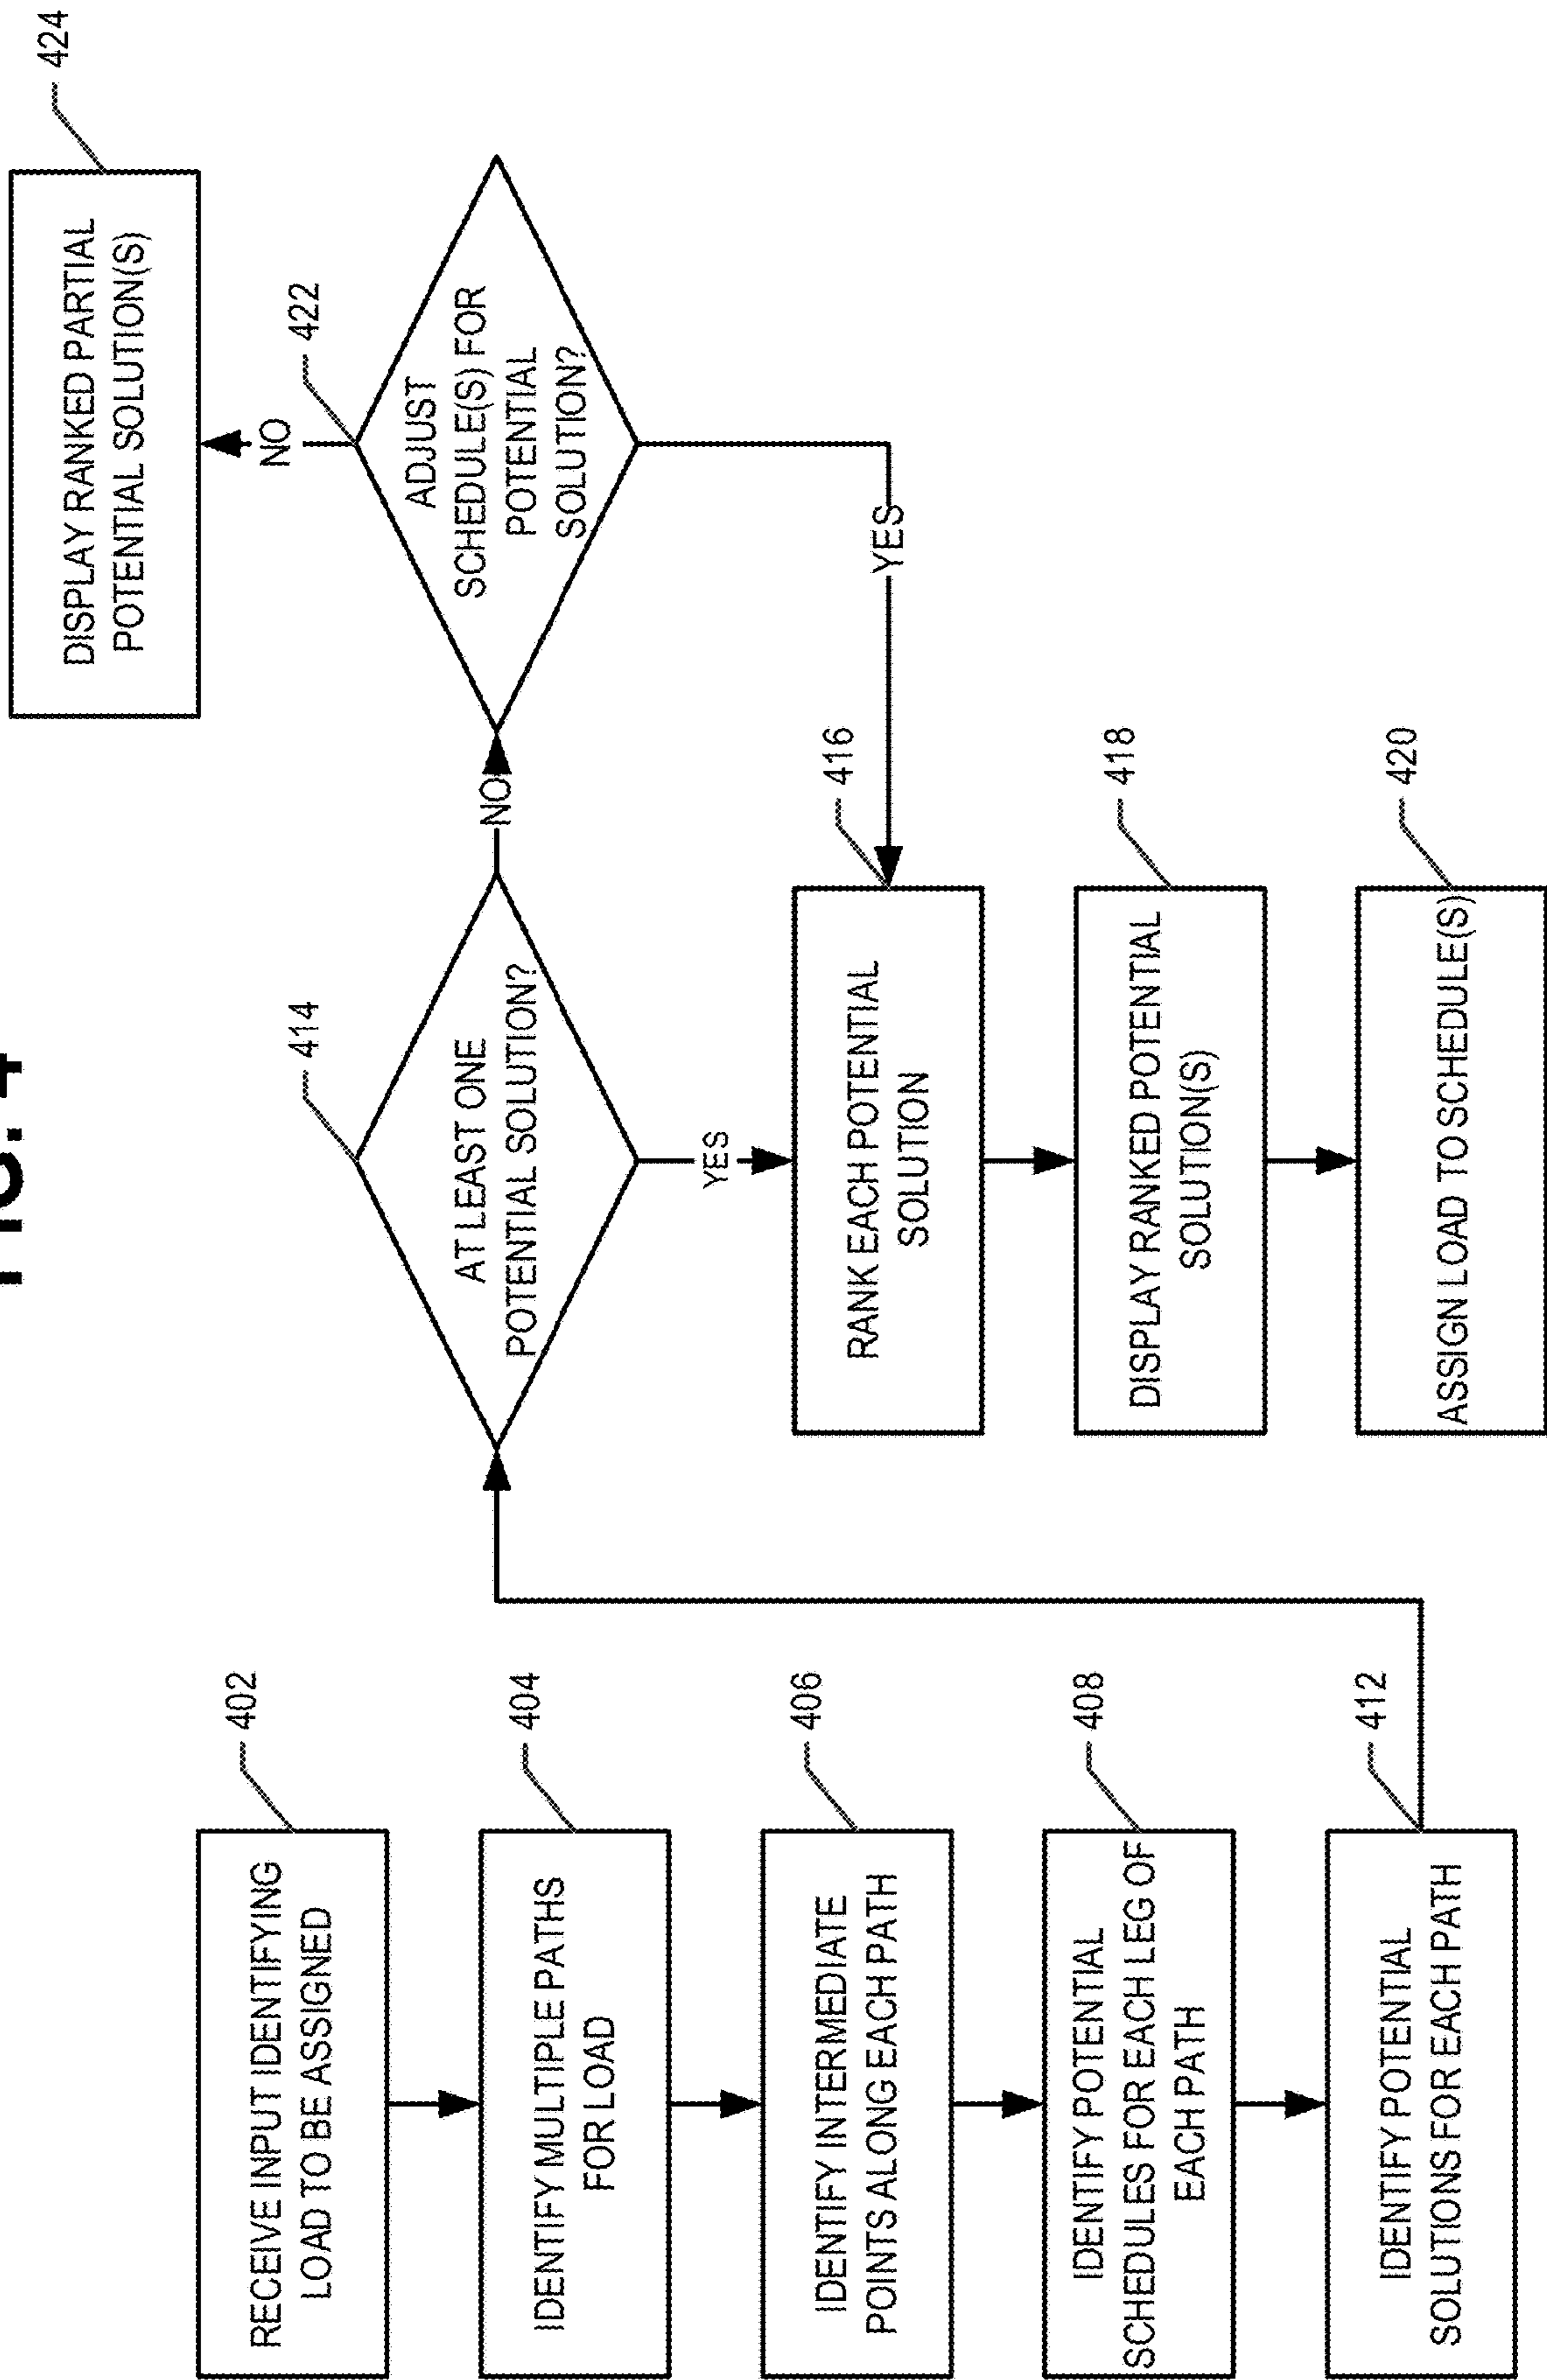 FIG. 4
RECEIVE INPUT IDENTIFYING
LOAD TO BE ASSIGNED
402
IDENTIFY MULTIPLE PATHS
FOR LOAD
404
IDENTIFY INTERMEDIATE
POINTS ALONG EACH PATH
406
IDENTIFY POTENTIAL
SCHEDULES FOR EACH LEG OF
EACH PATH
408
IDENTIFY POTENTIAL
SOLUTIONS FOR EACH PATH
412
AT LEAST ONE
POTENTIAL SOLUTION?
414
YES
NO
RANK EACH POTENTIAL
SOLUTION
416
DISPLAY RANKED POTENTIAL
SOLUTION(S)
418
ASSIGN LOAD TO SCHEDULE(S)
420
ADJUST
SCHEDULE(S) FOR
POTENTIAL
SOLUTION?
422
YES
NO
DISPLAY RANKED PARTIAL
POTENTIAL SOLUTION(S)
424